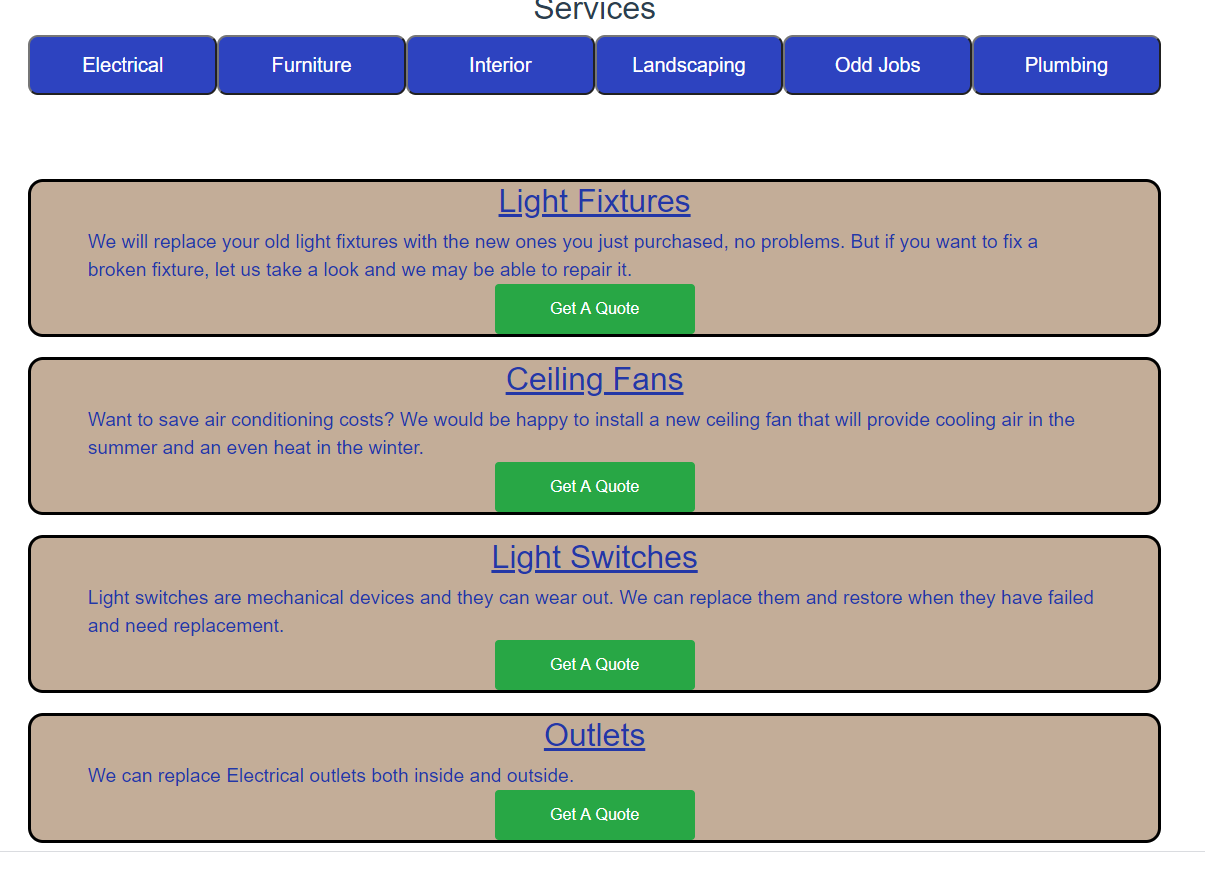 Services
Electrical
Furniture
Interior
Landscaping
Odd Jobs
Plumbing
Light Fixtures
We will replace your old light fixtures with the new ones you just purchased, no problems. But if you want to fix a
broken fixture, let us take a look and we may be able to repair it.
Get A Quote
Ceiling Fans
Want to save air conditioning costs? We would be happy to install a new ceiling fan that will provide cooling air in the
summer and an even heat in the winter.
Get A Quote
Light Switches
Light switches are mechanical devices and they can wear out. We can replace them and restore when they have failed
and need replacement.
Get A Quote
Outlets
We can replace Electrical outlets both inside and outside.
Get A Quote